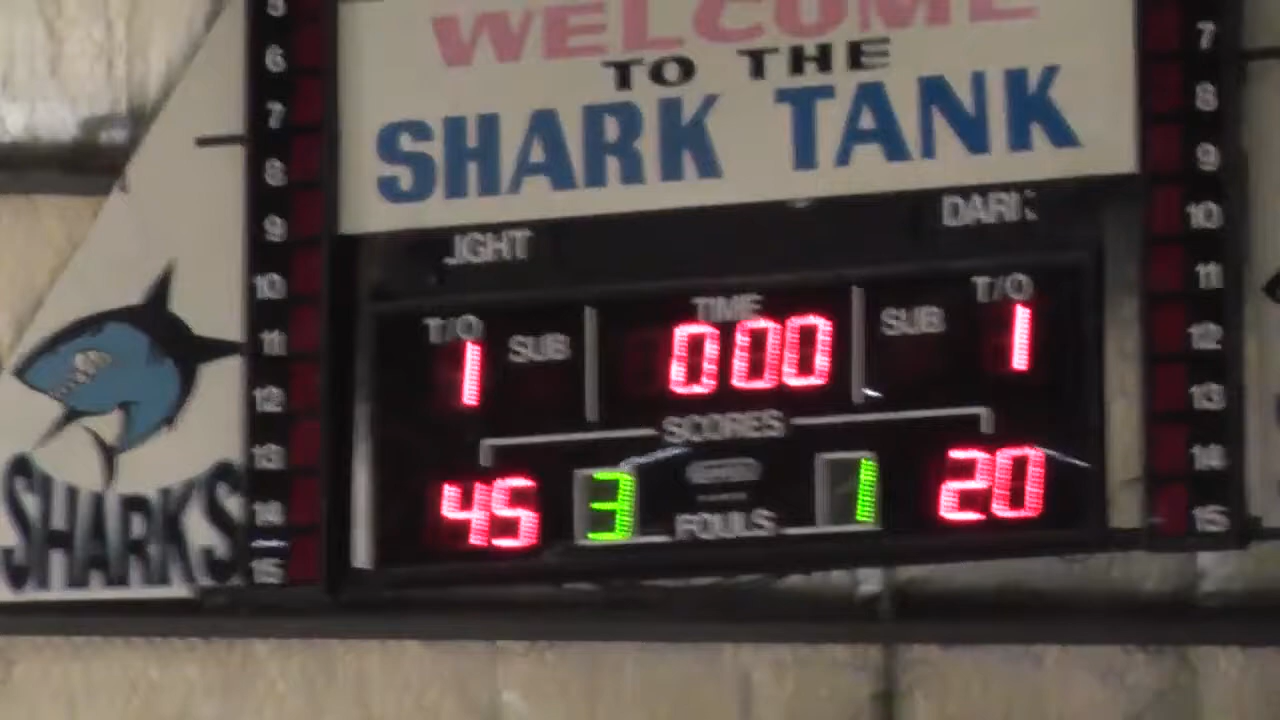 WELCOME
TO THE
SHARK TANK
LIGHT
DARK
T/O
SUB
TIME
SUB
T/O
1
0 00
1
SCORES
45
3
1
20
FOULS
SHARKS
6
7
8
9
10
11
12
13
14
15
7
8
9
10
11
12
13
14
15